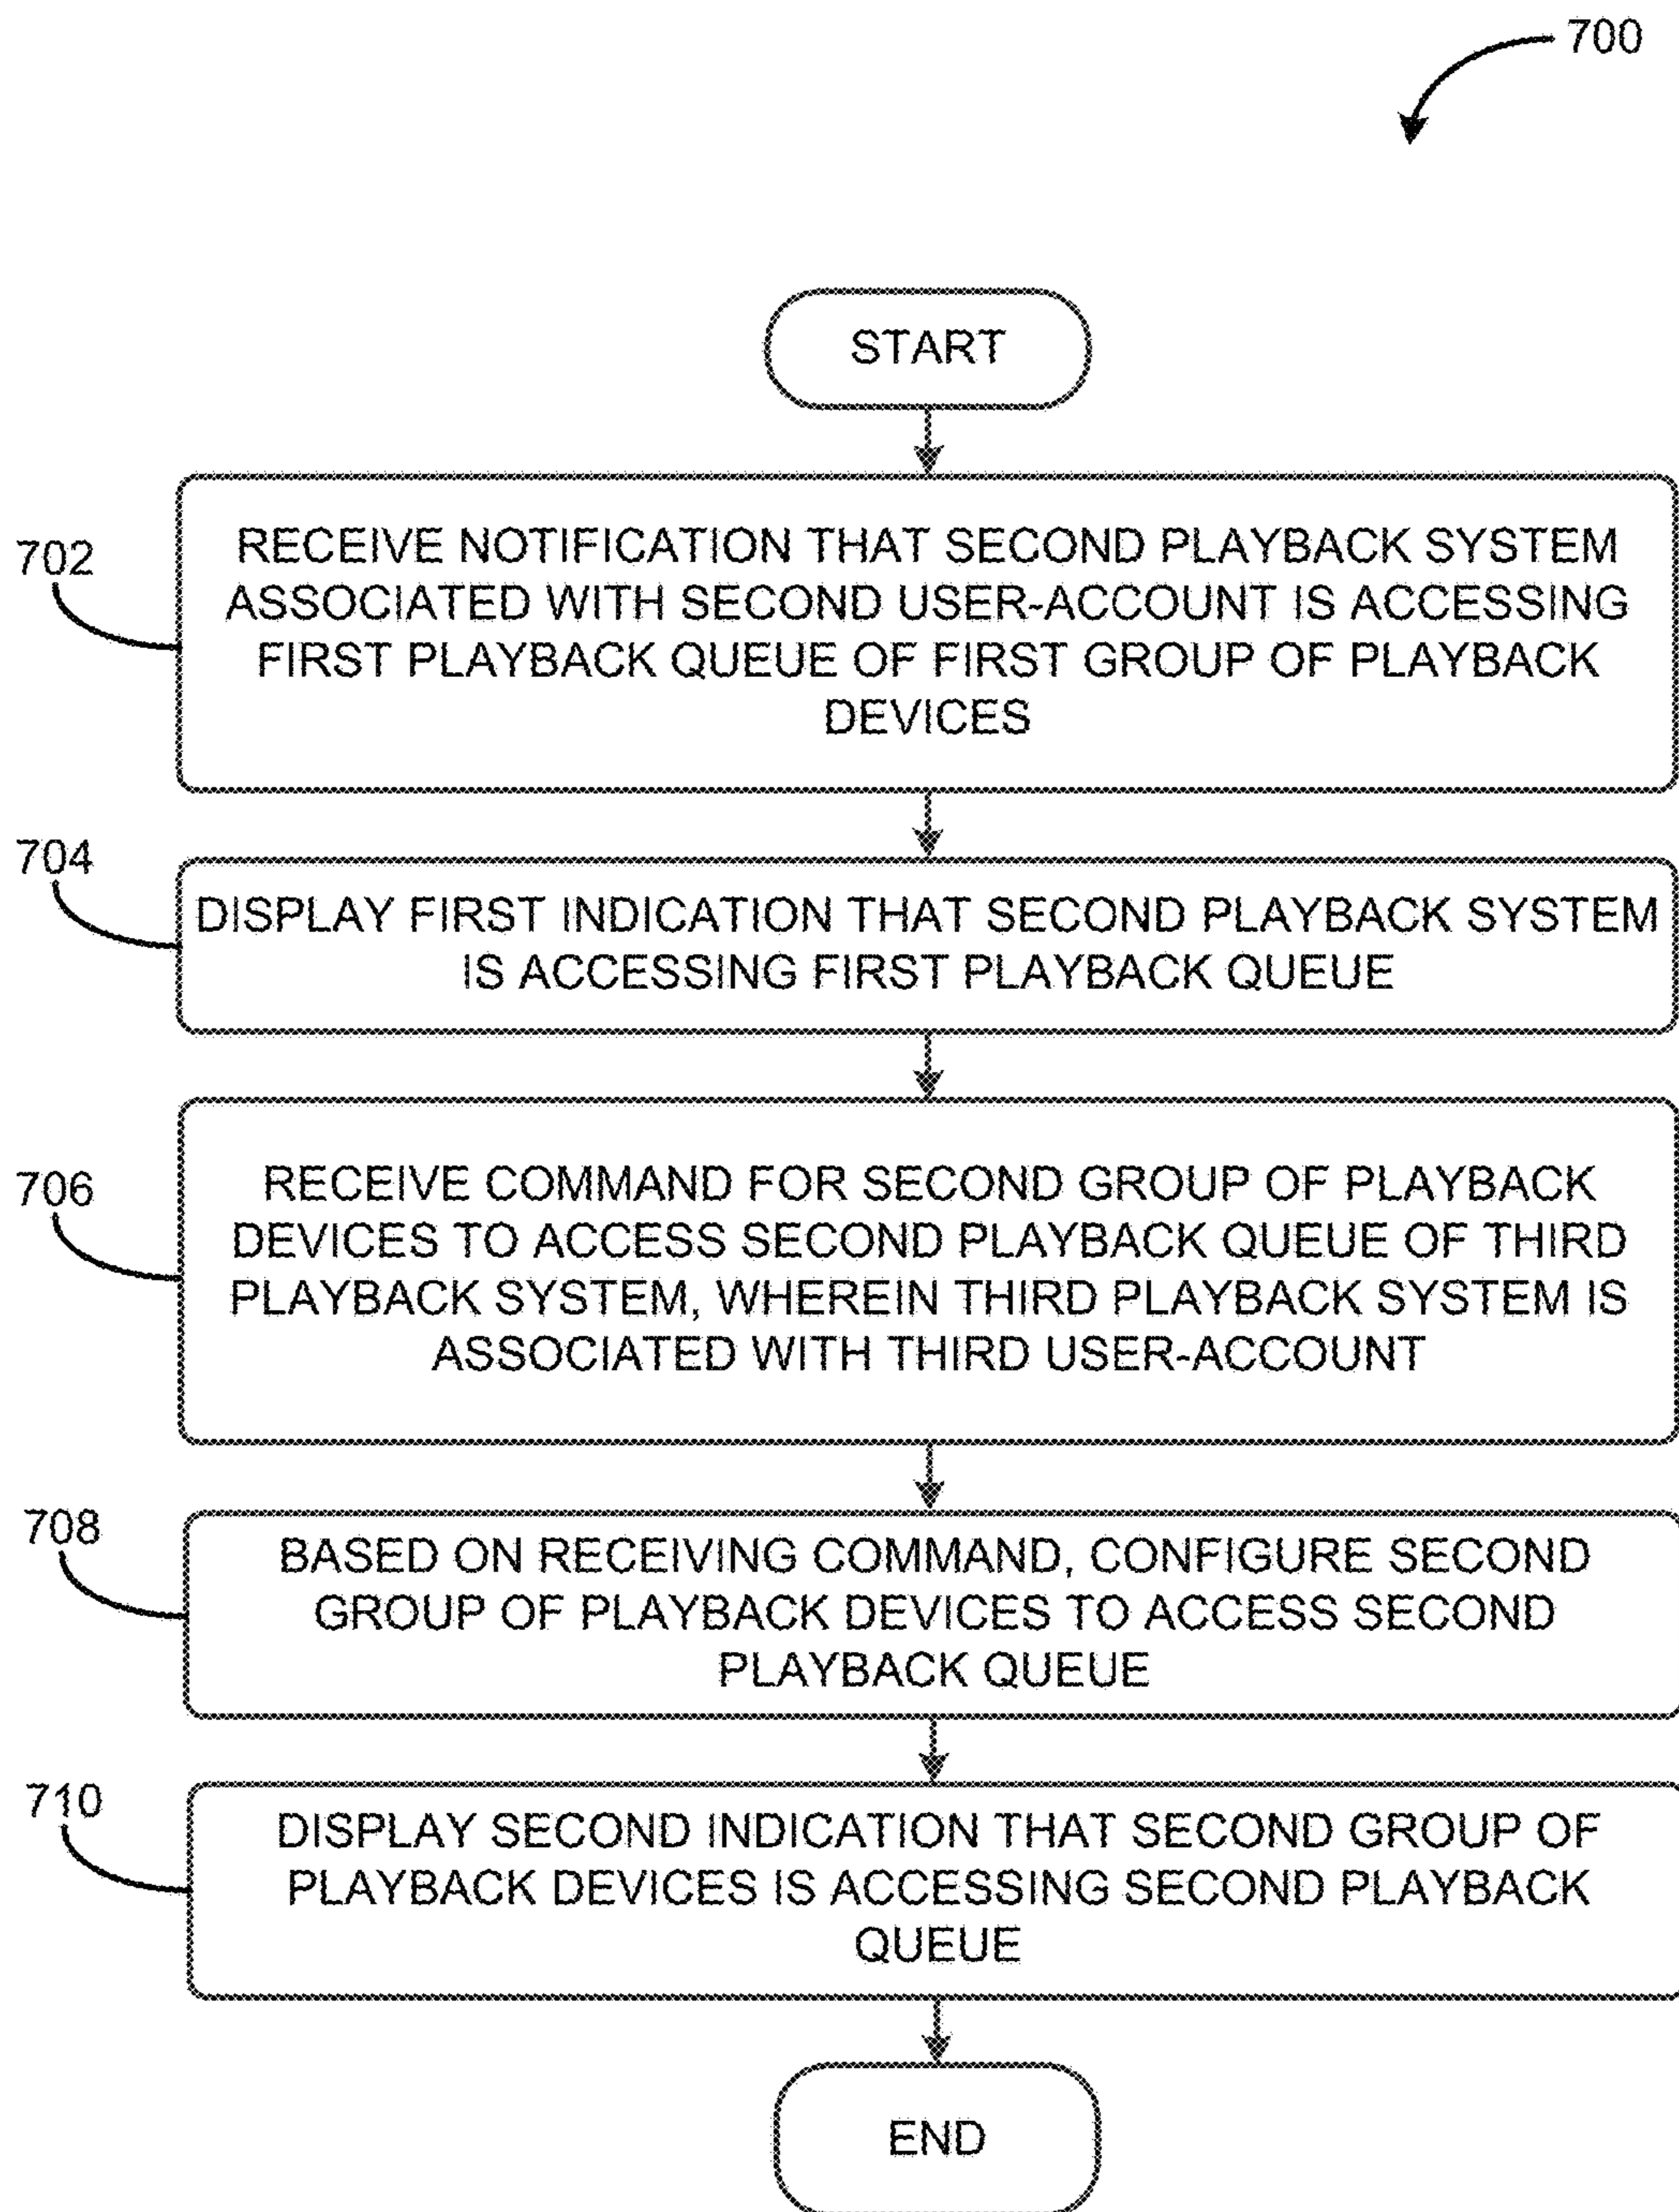 700
START
702
RECEIVE NOTIFICATION THAT SECOND PLAYBACK SYSTEM
ASSOCIATED WITH SECOND USER-ACCOUNT IS ACCESSING
FIRST PLAYBACK QUEUE OF FIRST GROUP OF PLAYBACK
DEVICES
704
DISPLAY FIRST INDICATION THAT SECOND PLAYBACK SYSTEM
IS ACCESSING FIRST PLAYBACK QUEUE
706
RECEIVE COMMAND FOR SECOND GROUP OF PLAYBACK
DEVICES TO ACCESS SECOND PLAYBACK QUEUE OF THIRD
PLAYBACK SYSTEM, WHEREIN THIRD PLAYBACK SYSTEM IS
ASSOCIATED WITH THIRD USER-ACCOUNT
708
BASED ON RECEIVING COMMAND, CONFIGURE SECOND
GROUP OF PLAYBACK DEVICES TO ACCESS SECOND
PLAYBACK QUEUE
710
DISPLAY SECOND INDICATION THAT SECOND GROUP OF
PLAYBACK DEVICES IS ACCESSING SECOND PLAYBACK
QUEUE
END